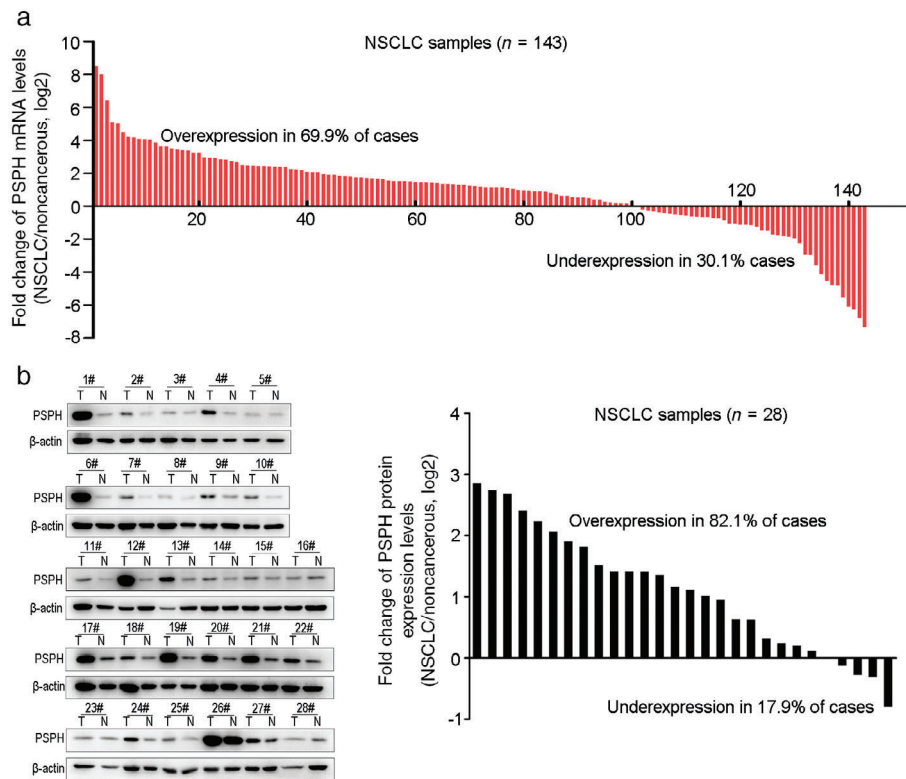 a
Fold change of PSPH mRNA levels
(NSCLC/noncancerous, log2)
10
8
6
4
2
0
-2
-4
-6
-8
NSCLC samples (n = 143)
Overexpression in 69.9% of cases
20 40 60 80 100 120 140
Underexpression in 30.1% cases
b
1# 2# 3# 4# 5#
T N T N T N T N T N
PSPH
β-actin
6# 7# 8# 9# 10#
T N T N T N T N T N
PSPH
β-actin
11# 12# 13# 14# 15# 16#
T N T N T N T N T N T N
PSPH
β-actin
17# 18# 19# 20# 21# 22#
T N T N T N T N T N T N
PSPH
β-actin
23# 24# 25# 26# 27# 28#
T N T N T N T N T N T N
PSPH
β-actin
Fold change of PSPH protein
expression levels
(NSCLC/noncancerous, log2)
4
3
2
1
0
-1
NSCLC samples (n = 28)
Overexpression in 82.1% of cases
Underexpression in 17.9% of cases